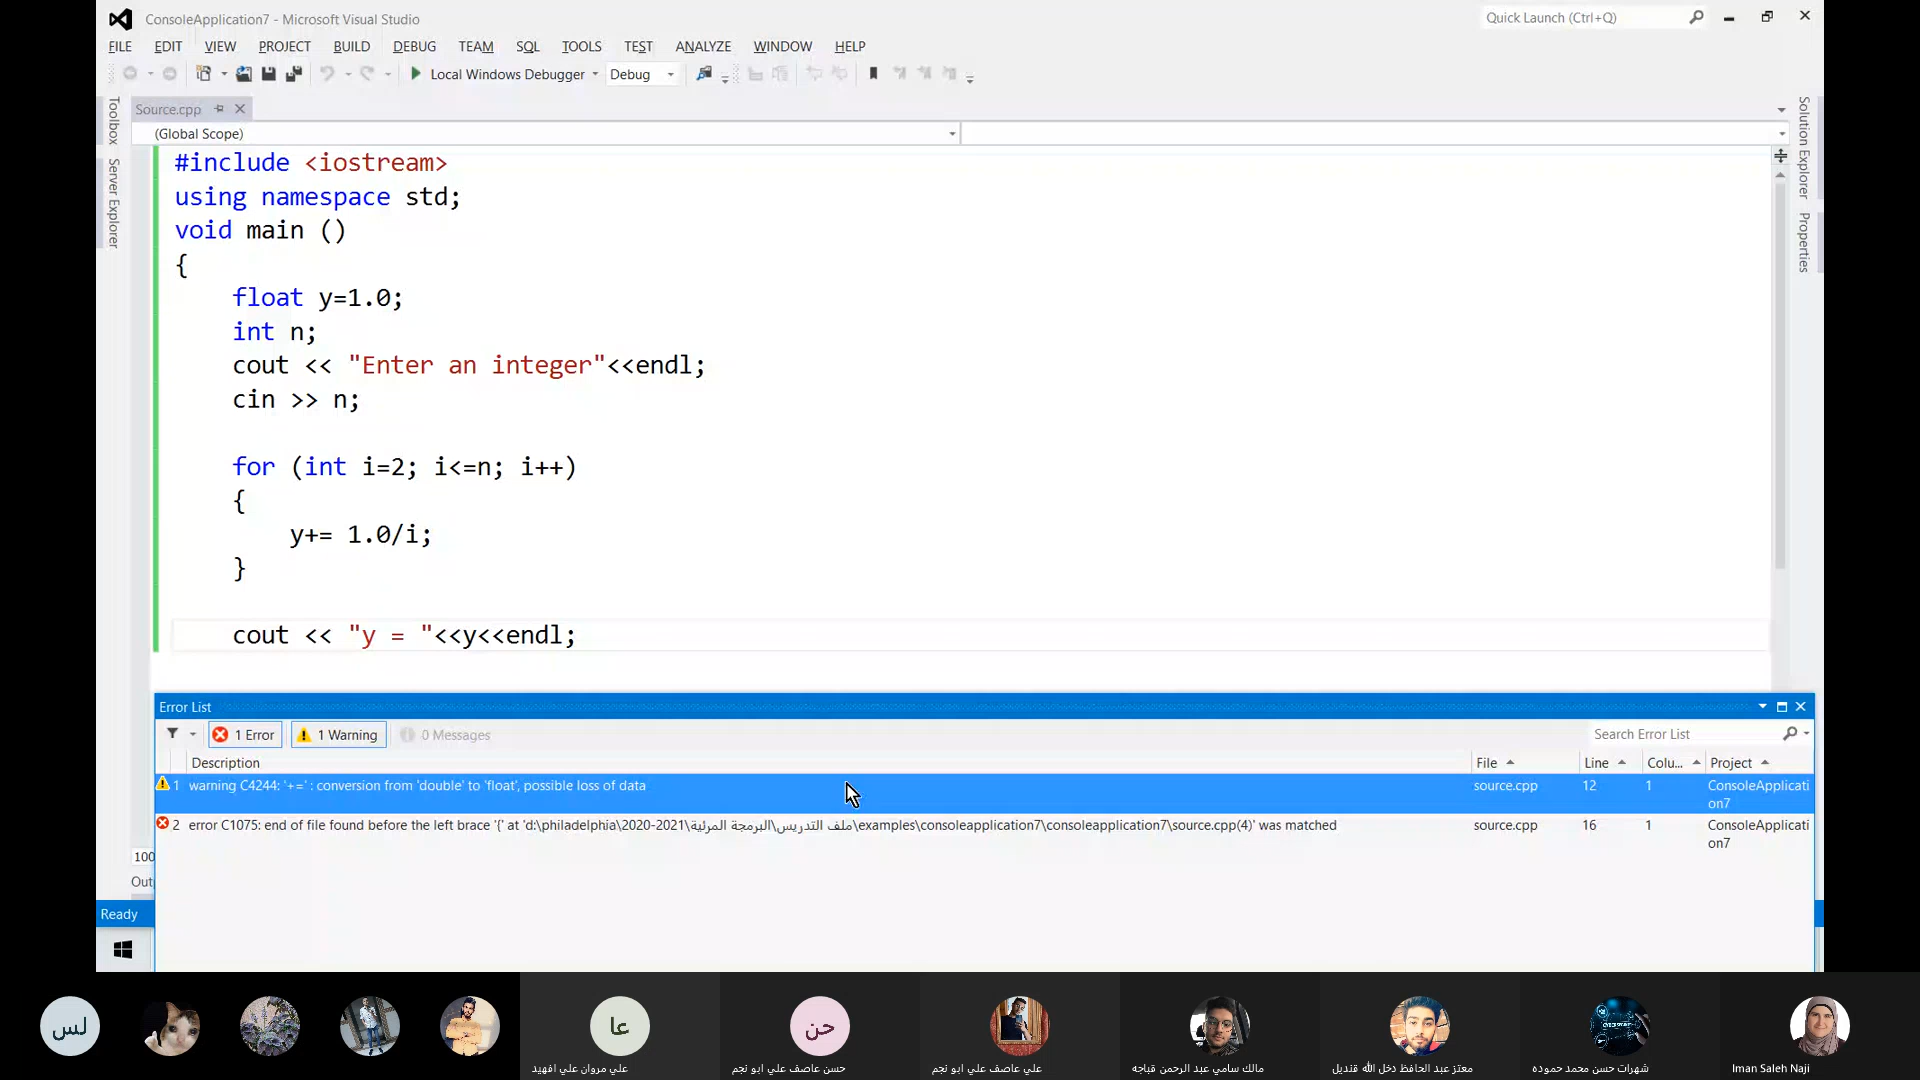 ConsoleApplication7 - Microsoft Visual Studio
Quick Launch (Ctrl+Q)
FILE EDIT VIEW PROJECT BUILD DEBUG TEAM SQL TOOLS TEST ANALYZE WINDOW HELP
Local Windows Debugger Debug
Toolbox
Server Explorer
Source.cpp
(Global Scope)
Solution Explorer
Properties
#include <iostream>
using namespace std;
void main ()
{
float y=1.0;
int n;
cout << "Enter an integer"<<endl;
cin >> n;
for (int i=2; i<=n; i++)
{
y+= 1.0/i;
}
cout << "y = "<<y<<endl;
Error List
1 Error 1 Warning 0 Messages
Search Error List
Description File Line Colu... Project
1 warning C4244: '+=' : conversion from 'double' to 'float', possible loss of data source.cpp 12 1 ConsoleApplicati
on7
2 error C1075: end of file found before the left brace '{' at 'd:\philadelphia\2020-2021\ملف التدريس\البرمجة المرئية\examples\consoleapplication7\consoleapplication7\source.cpp(4)' was matched source.cpp 16 1 ConsoleApplicati
on7
100
Outp
Ready
لس
عا
حن
علي مروان علي افهيد
حسن عاصف علي ابو نجم
علي عاصف علي ابو نجم
مالك سامي عبد الرحمن قباجه
معتز عبد الحافظ دخل الله قنديل
شهرات حسن محمد حموده
Iman Saleh Naji